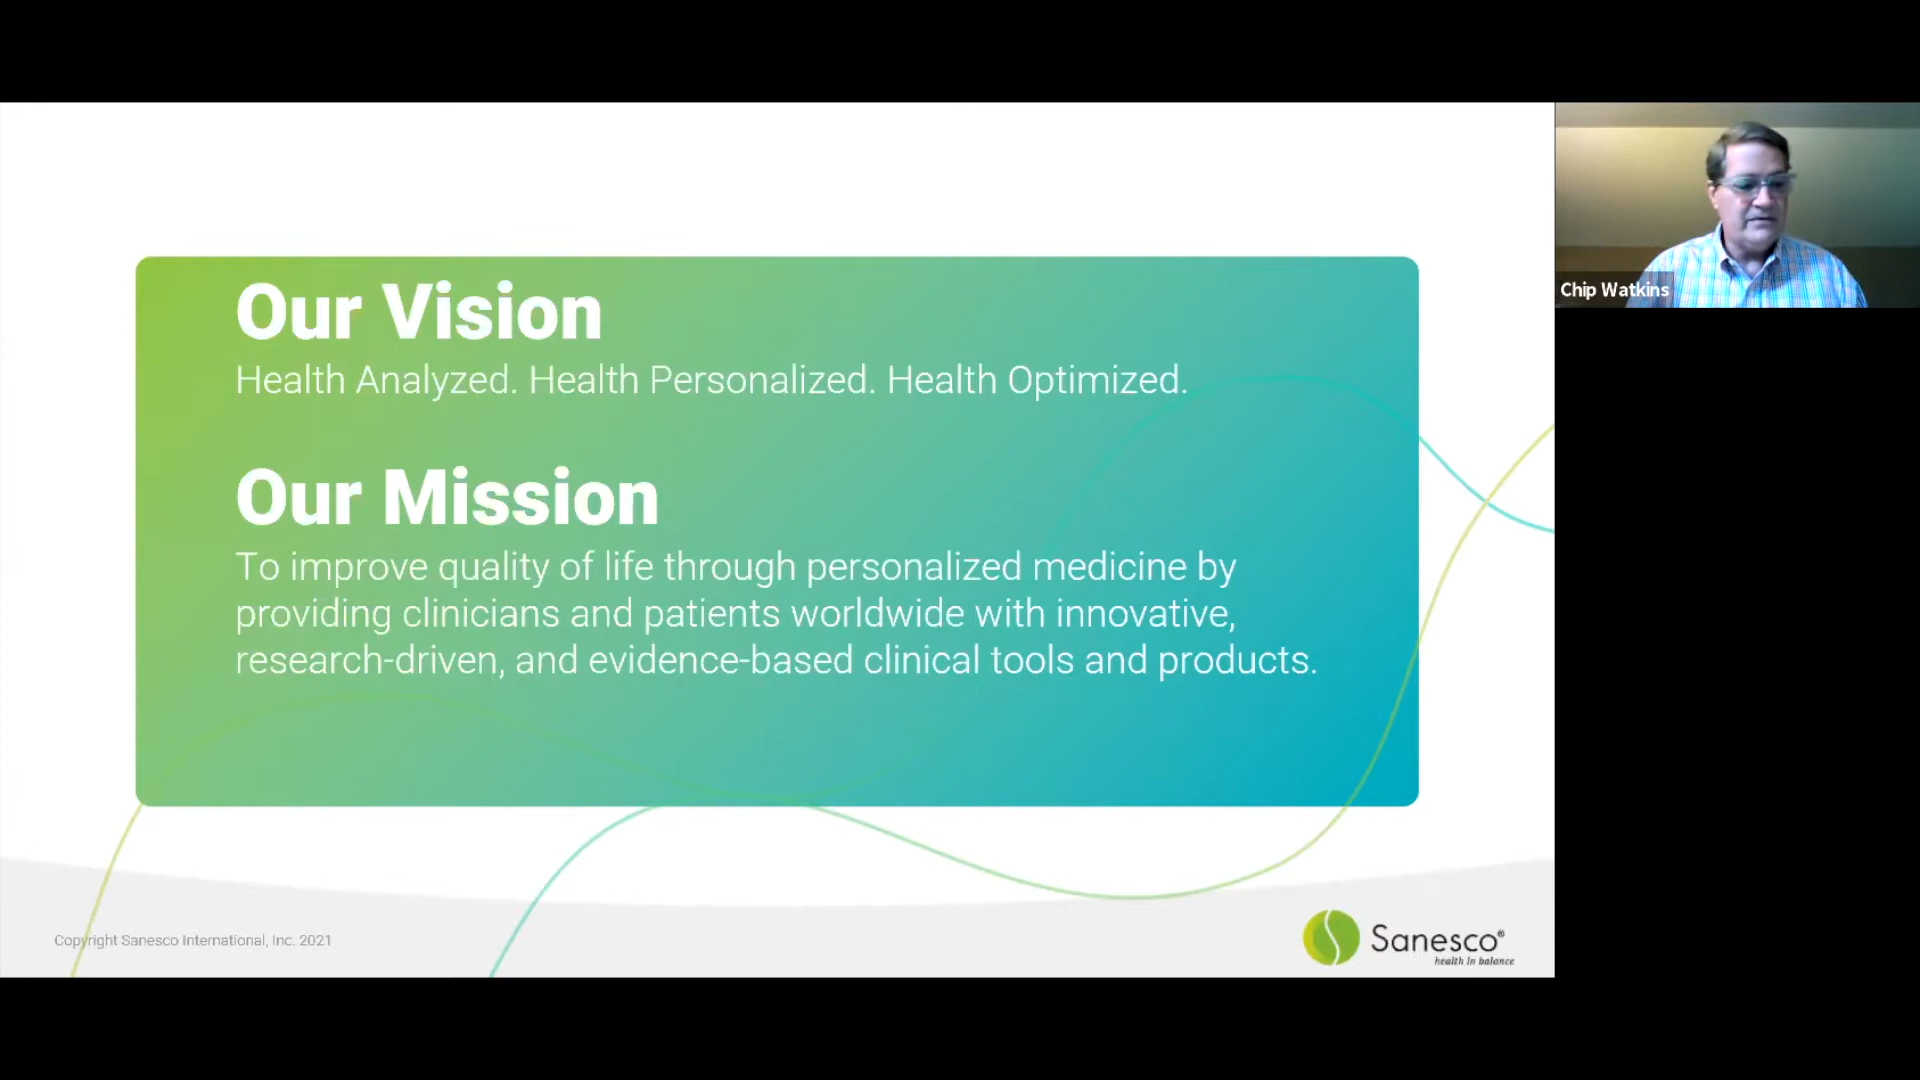 Our Vision
Health Analyzed. Health Personalized. Health Optimized.
Our Mission
To improve quality of life through personalized medicine by
providing clinicians and patients worldwide with innovative,
research-driven, and evidence-based clinical tools and products.
Copyright Sanesco International, Inc. 2021
Sanesco®
health in balance
Chip Watkins